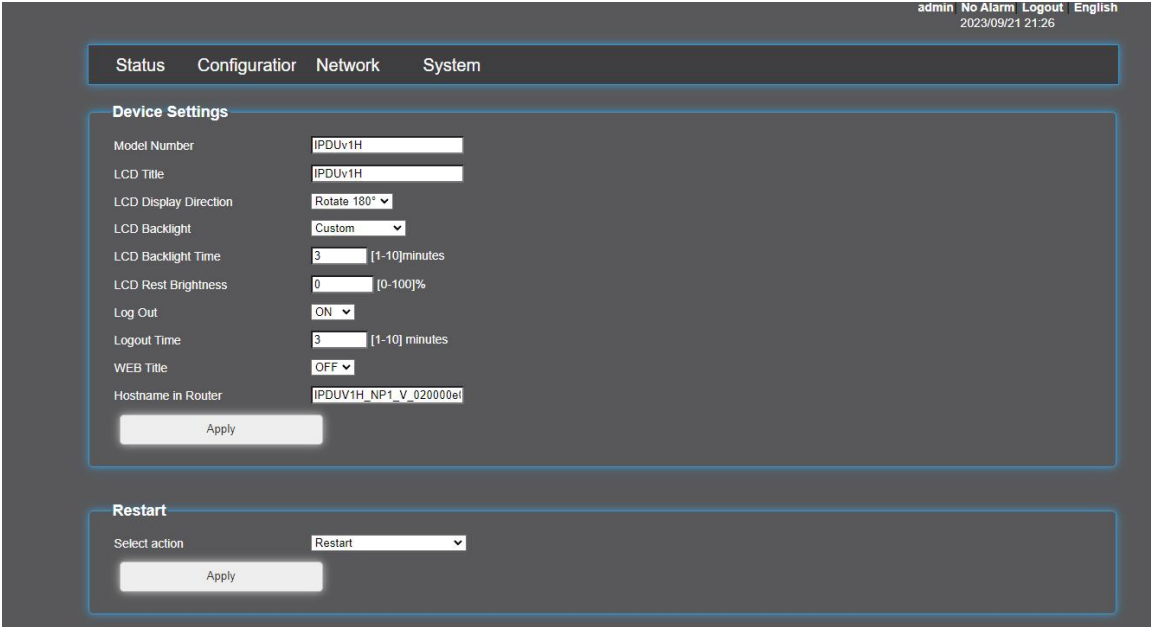 admin No Alarm Logout English
2023/09/21 21:26
Status Configuration Network System
Device Settings
Model Number IPDUv1H
LCD Title IPDUv1H
LCD Display Direction Rotate 180°
LCD Backlight Custom
LCD Backlight Time 3 [1-10]minutes
LCD Rest Brightness 0 [0-100]%
Log Out ON
Logout Time 3 [1-10] minutes
WEB Title OFF
Hostname in Router IPDUV1H_NP1_V_020000e
Apply
Restart
Select action Restart
Apply